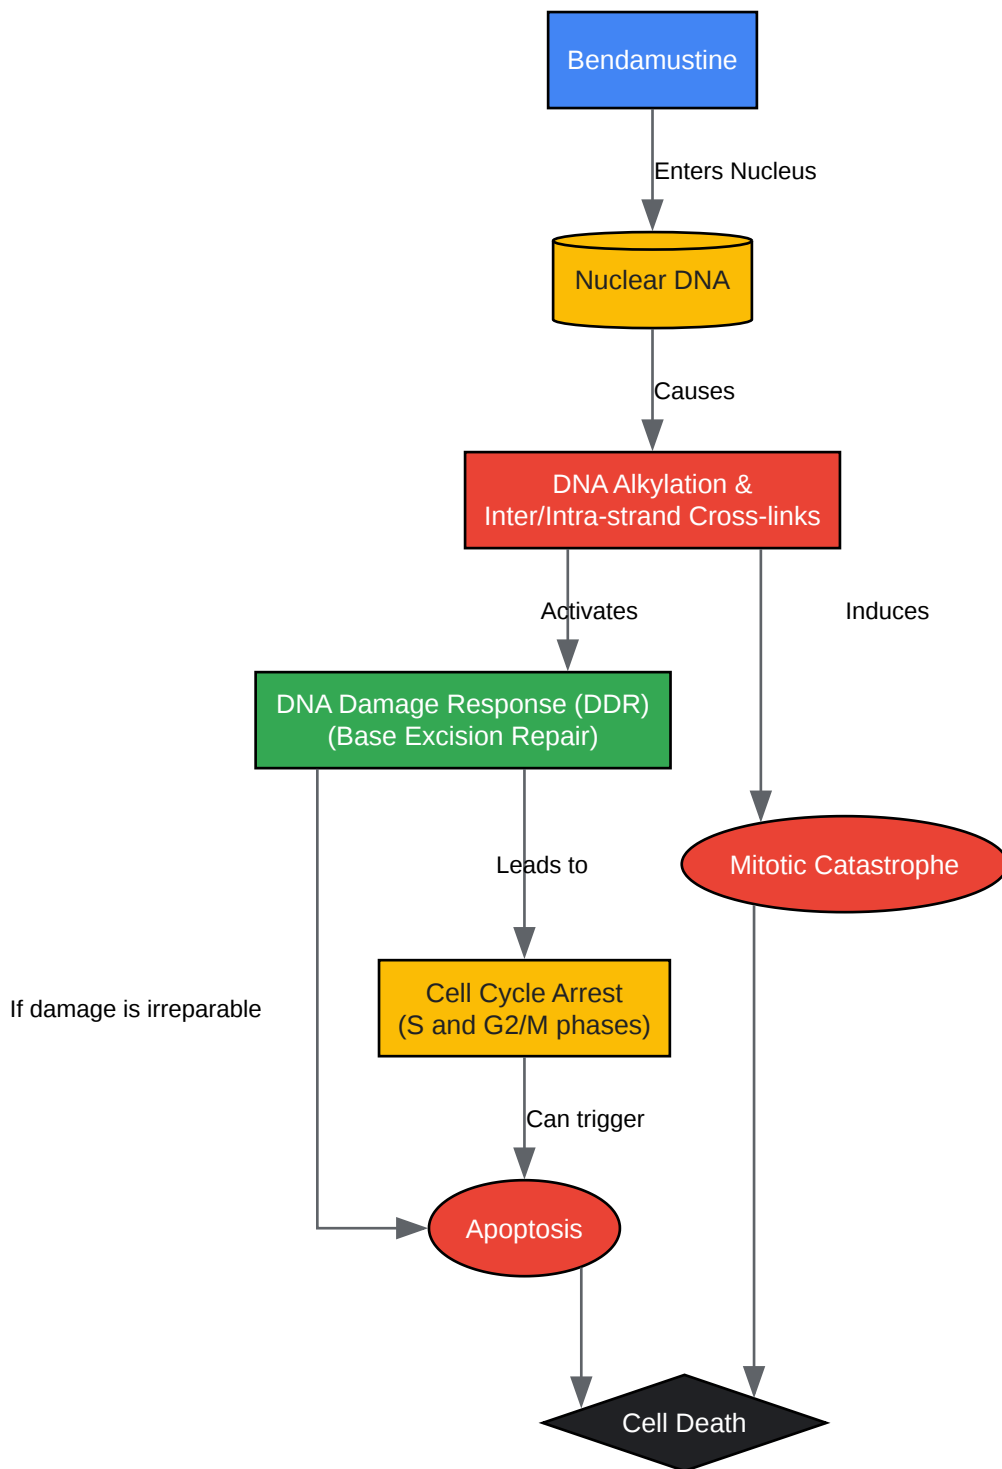 Bendamustine
Enters Nucleus
Nuclear DNA
Causes
DNA Alkylation &
Inter/Intra-strand Cross-links
Activates
Induces
DNA Damage Response (DDR)
(Base Excision Repair)
Leads to
Mitotic Catastrophe
If damage is irreparable
Cell Cycle Arrest
(S and G2/M phases)
Can trigger
Apoptosis
Cell Death